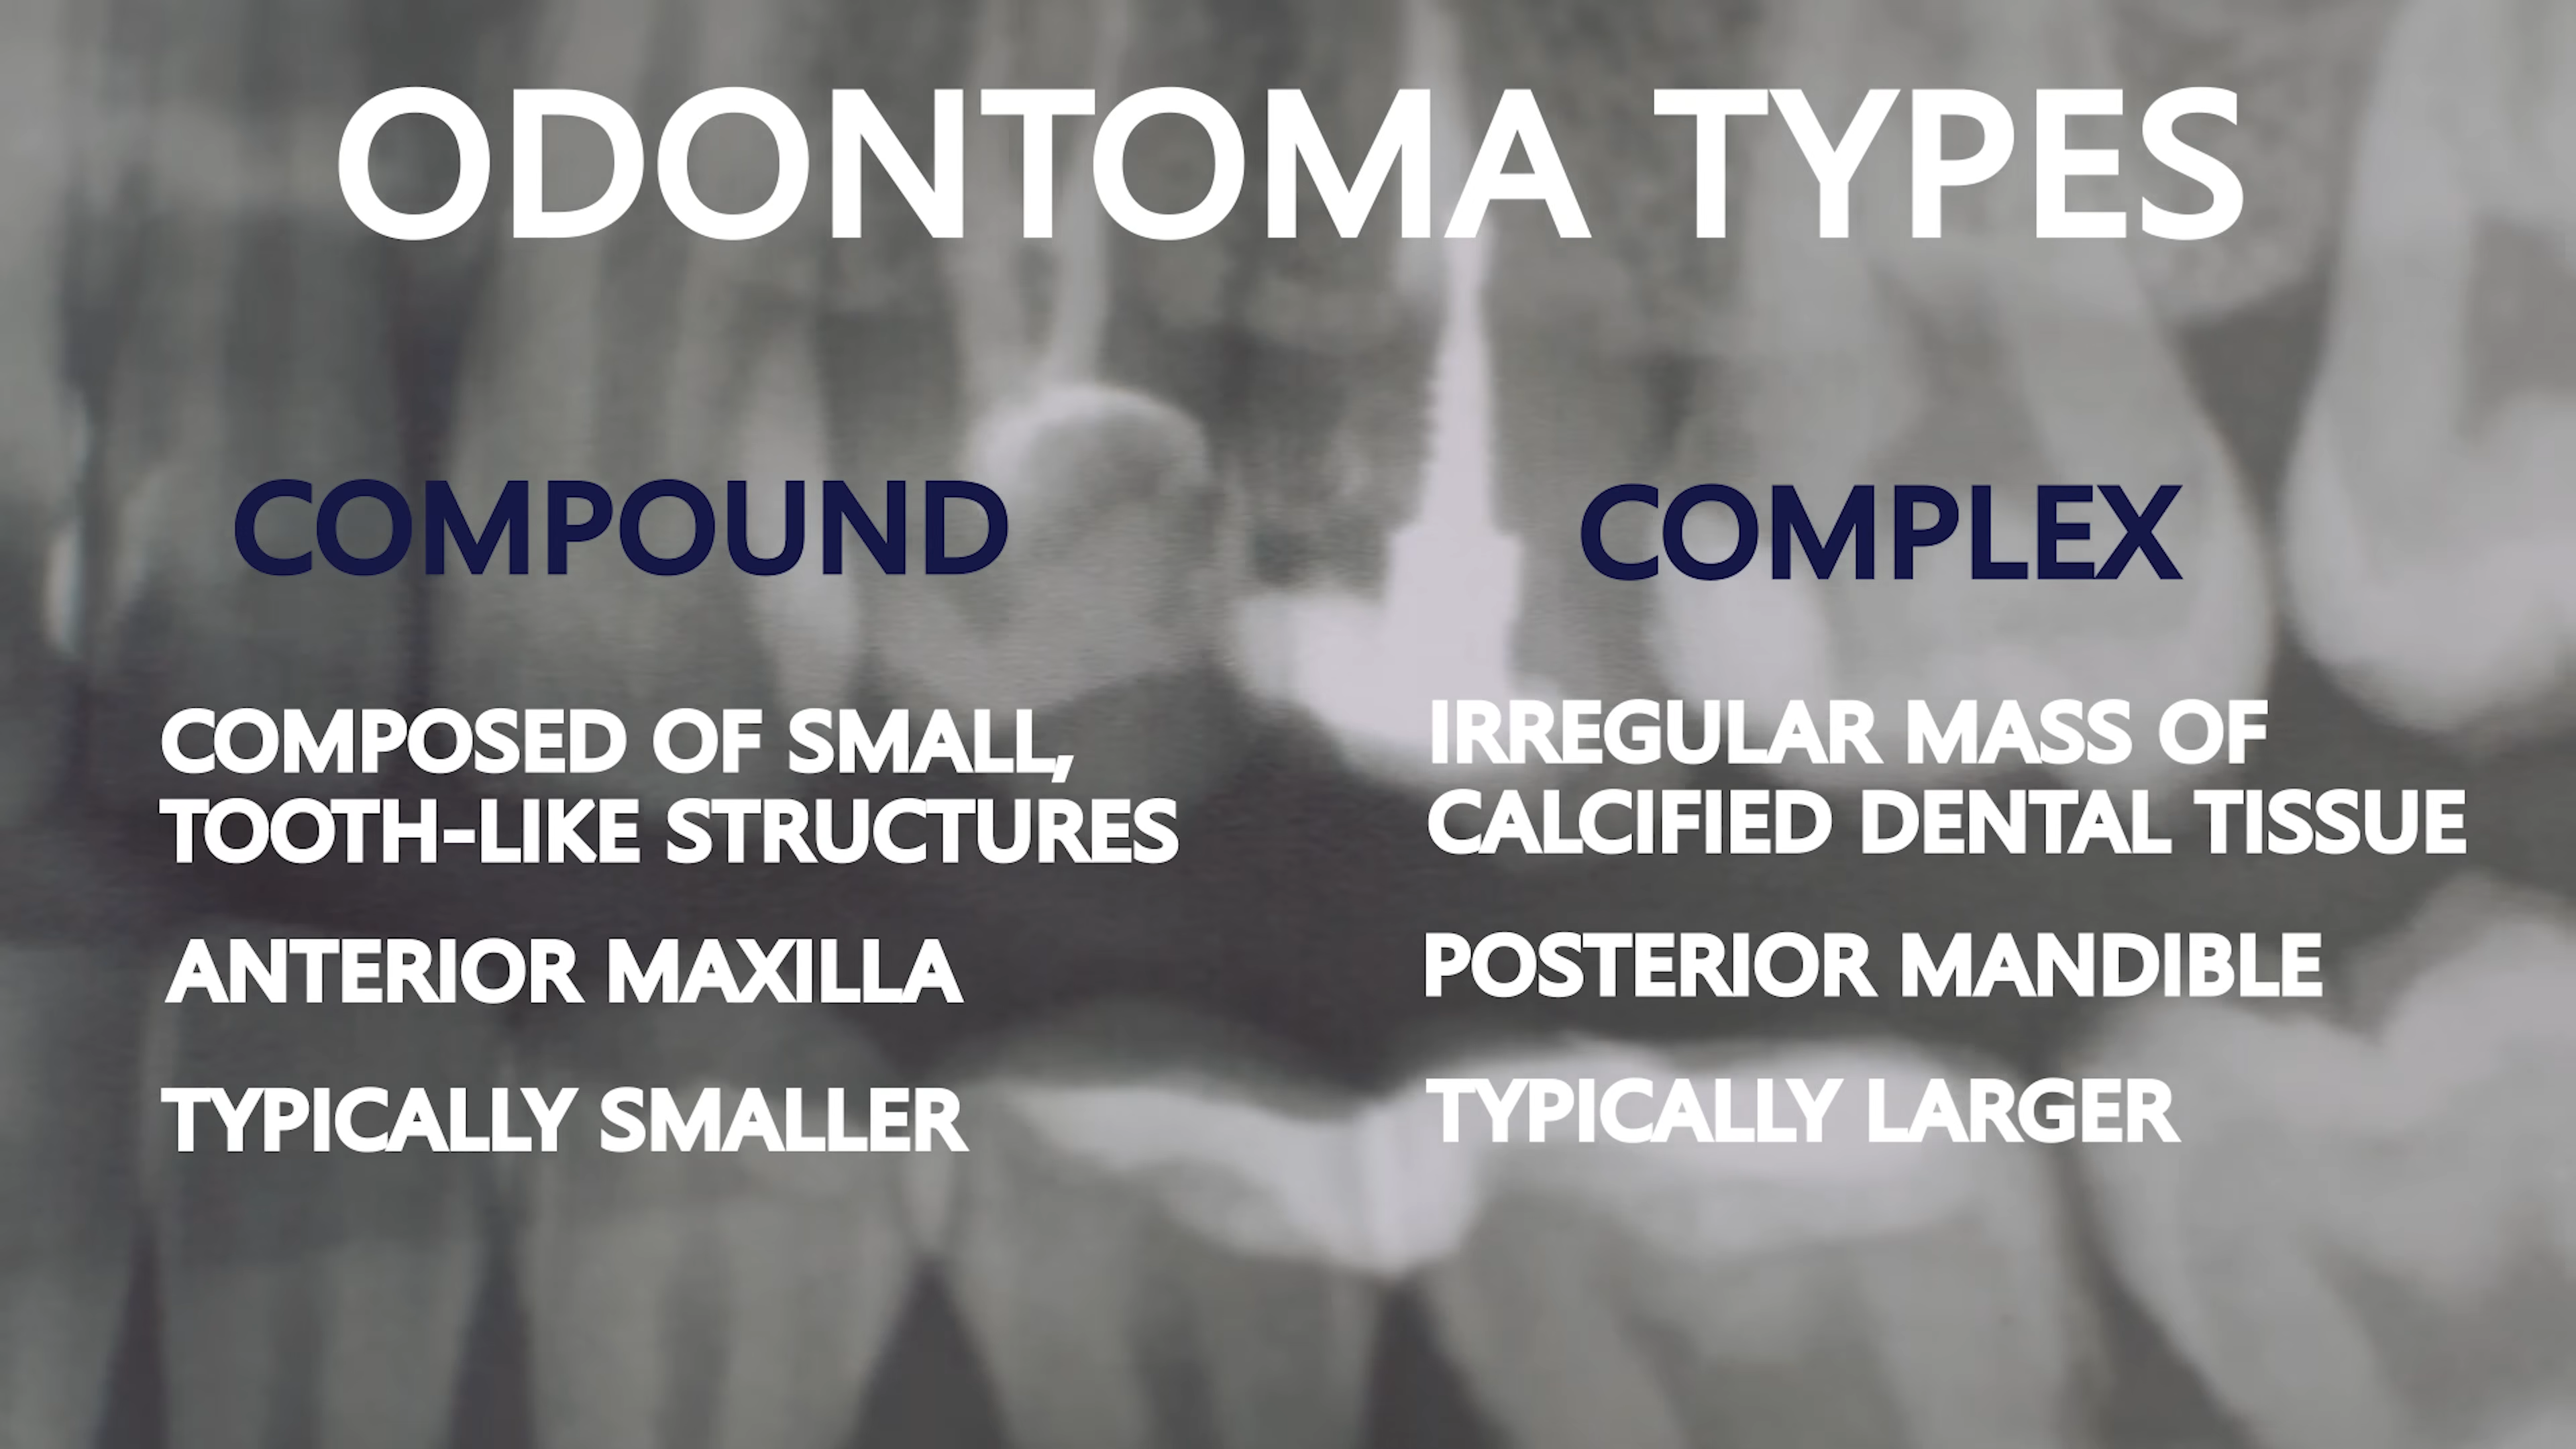 ODONTOMA TYPES
COMPOUND
COMPOSED OF SMALL,
TOOTH-LIKE STRUCTURES
ANTERIOR MAXILLA
TYPICALLY SMALLER
COMPLEX
IRREGULAR MASS OF
CALCIFIED DENTAL TISSUE
POSTERIOR MANDIBLE
TYPICALLY LARGER